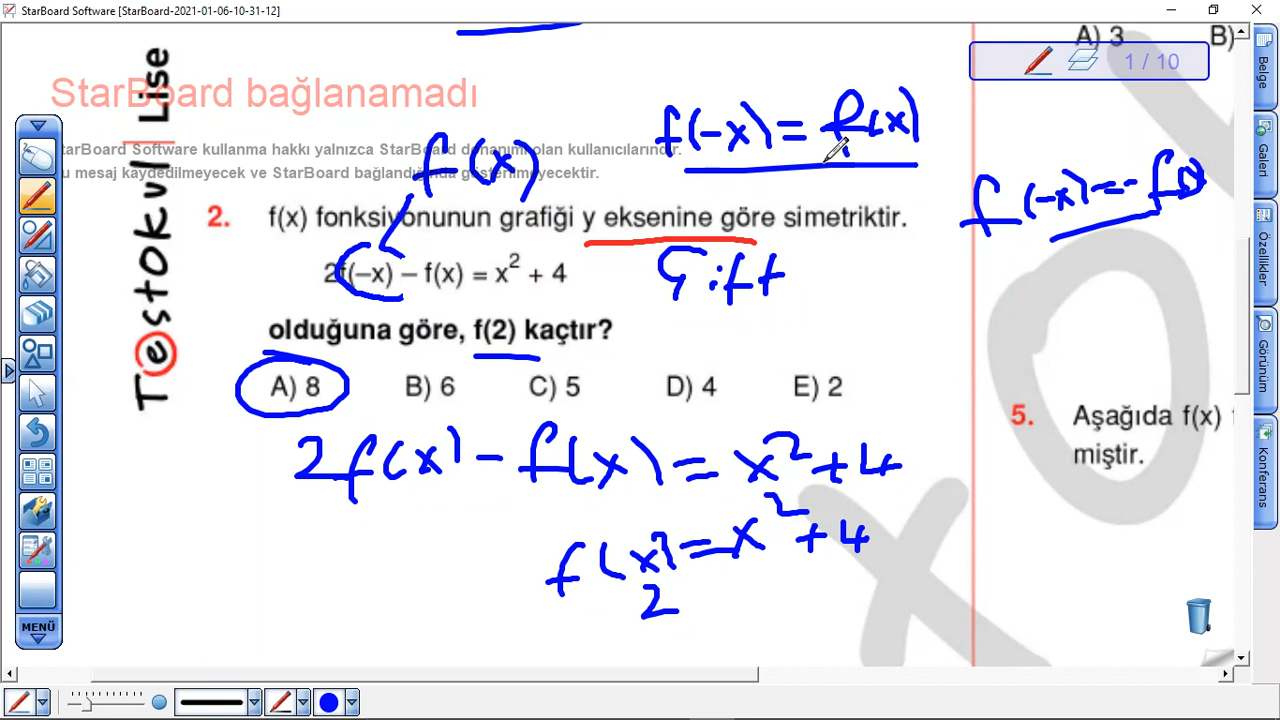 StarBoard Software - [StarBoard-2021-01-06-10-31-12]
A) 3 B)
1 / 10
StarBoard bağlanamadı
StarBoard Software kullanma hakkı yalnızca StarBoard donanımı olan kullanıcılarındır.
u mesaj kaydedilmeyecek ve StarBoard bağlandığında gösterilmeyecektir.
Testokul | Lise
f(x)
f(-x) = f(x)
f(-x) = - f(x)
2. f(x) fonksiyonunun grafiği y eksenine göre simetriktir.
2f(–x) – f(x) = x² + 4
Çift
olduğuna göre, f(2) kaçtır?
A) 8 B) 6 C) 5 D) 4 E) 2
2f(x) - f(x) = x² + 4
f(x) = x² + 4
2
5. Aşağıda f(x)
miştir.
MENÜ
Belge
Galeri
Özellikler
Görünüm
Konferans